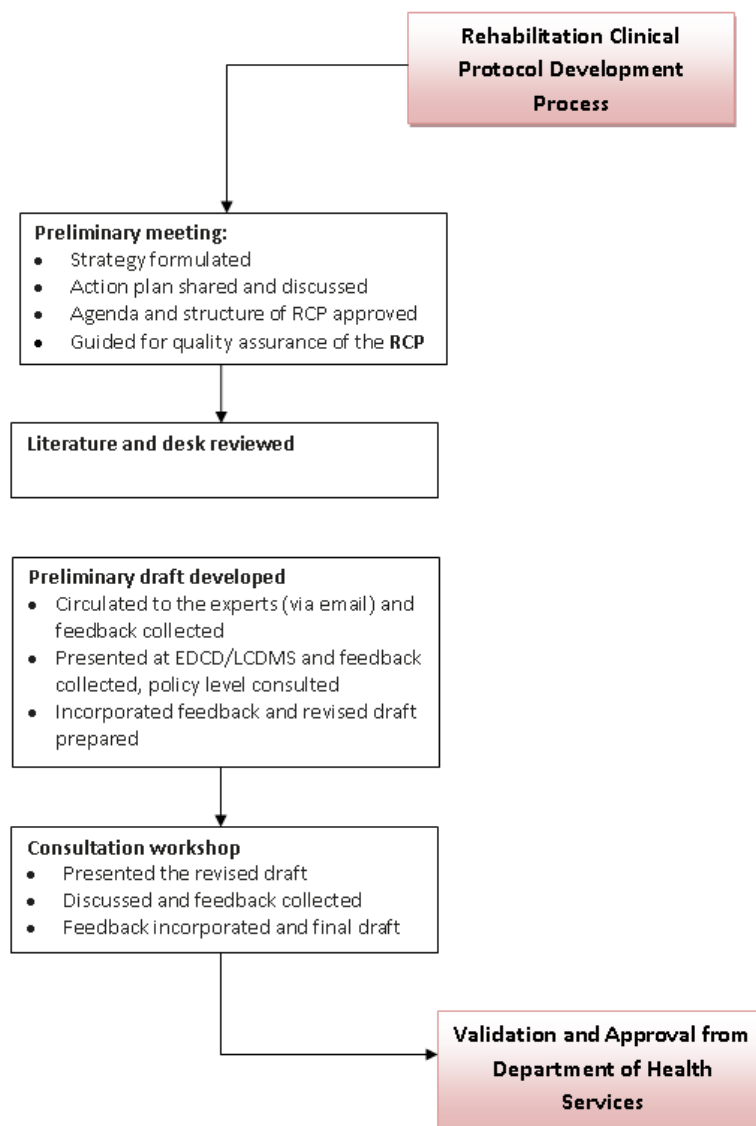 Rehabilitation Clinical
Protocol Development
Process
Preliminary meeting:
• Strategy formulated
• Action plan shared and discussed
• Agenda and structure of RCP approved
• Guided for quality assurance of the RCP
Literature and desk reviewed
Preliminary draft developed
• Circulated to the experts (via email) and
feedback collected
• Presented at EDCD/LCDMS and feedback
collected, policy level consulted
• Incorporated feedback and revised draft
prepared
Consultation workshop
• Presented the revised draft
• Discussed and feedback collected
• Feedback incorporated and final draft
Validation and Approval from
Department of Health
Services